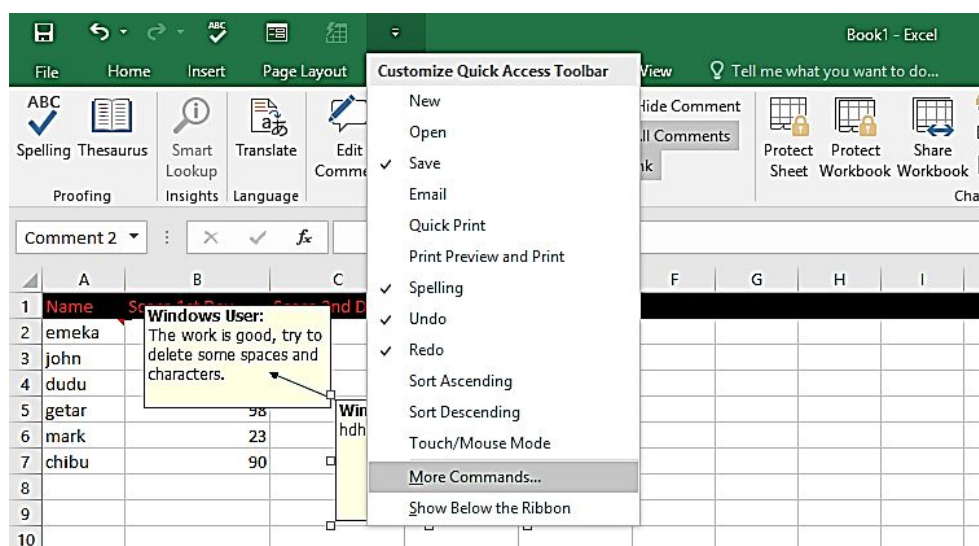 ABC
Book1 - Excel
File Home Insert Page Layout View Tell me what you want to do...
Customize Quick Access Toolbar
New
Open
Save
Email
Quick Print
Print Preview and Print
Spelling
Undo
Redo
Sort Ascending
Sort Descending
Touch/Mouse Mode
More Commands...
Show Below the Ribbon
ABC
Spelling Thesaurus Smart Lookup Translate Edit
Hide Comment
All Comments
Protect Sheet Protect Workbook Share Workbook
Proofing Insights Language
Comment 2 fx
A B C F G H I
1 Name
2 emeka
3 john
4 dudu
5 getar 98
6 mark 23
7 chibu 90
8
9
10
Windows User:
The work is good, try to
delete some spaces and
characters.
Win
hdh